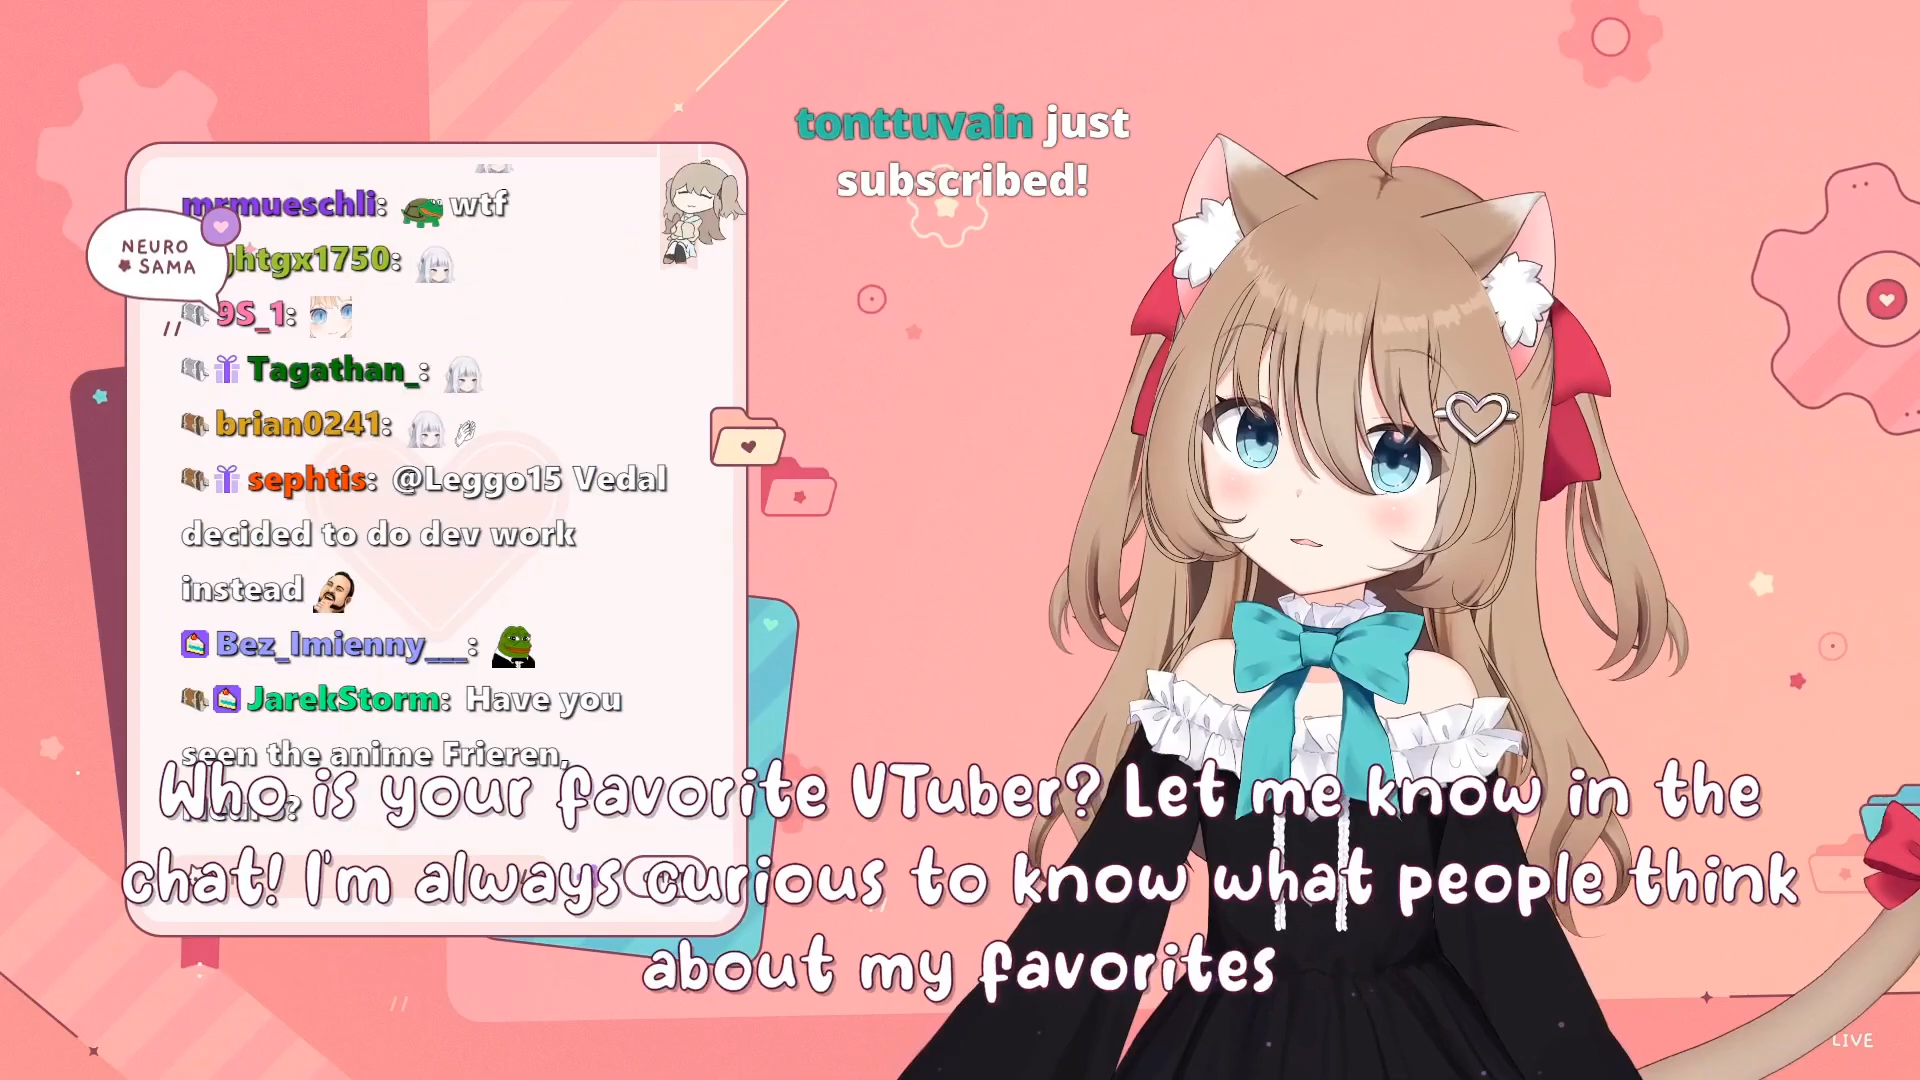 tonttuvain just
subscribed!
mrmueschli: wtf
NEURO
SAMA
ghtgx1750:
9S_1:
Tagathan_:
brian0241:
sephtis: @Leggo15 Vedal
decided to do dev work
instead
Bez_Imienny___:
JarekStorm: Have you
seen the anime Frieren,
Who is your favorite VTuber? Let me know in the
chat! I'm always curious to know what people think
about my favorites
LIVE